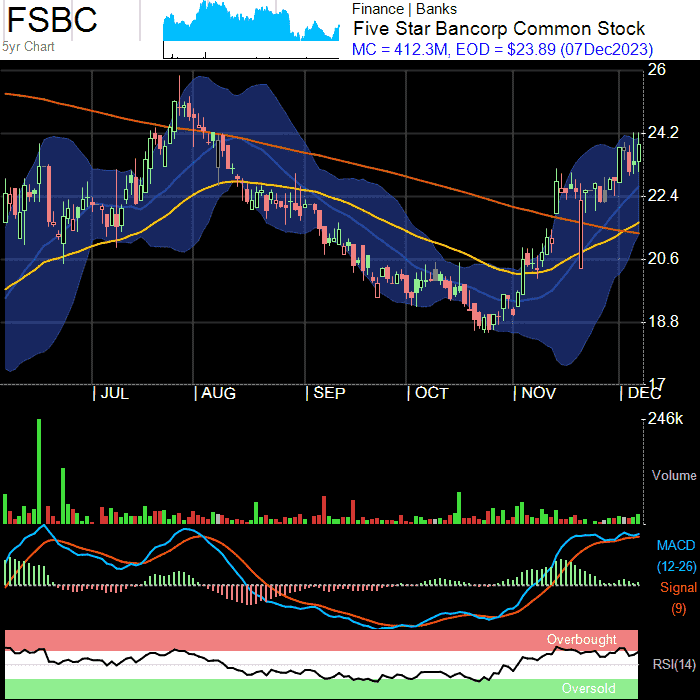 FSBC
5yr Chart
Finance | Banks
Five Star Bancorp Common Stock
MC = 412.3M, EOD = $23.89 (07Dec2023)
26
24.2
22.4
20.6
18.8
17
JUL AUG SEP OCT NOV DEC
246k
Volume
MACD
(12-26)
Signal
(9)
Overbought
RSI(14)
Oversold